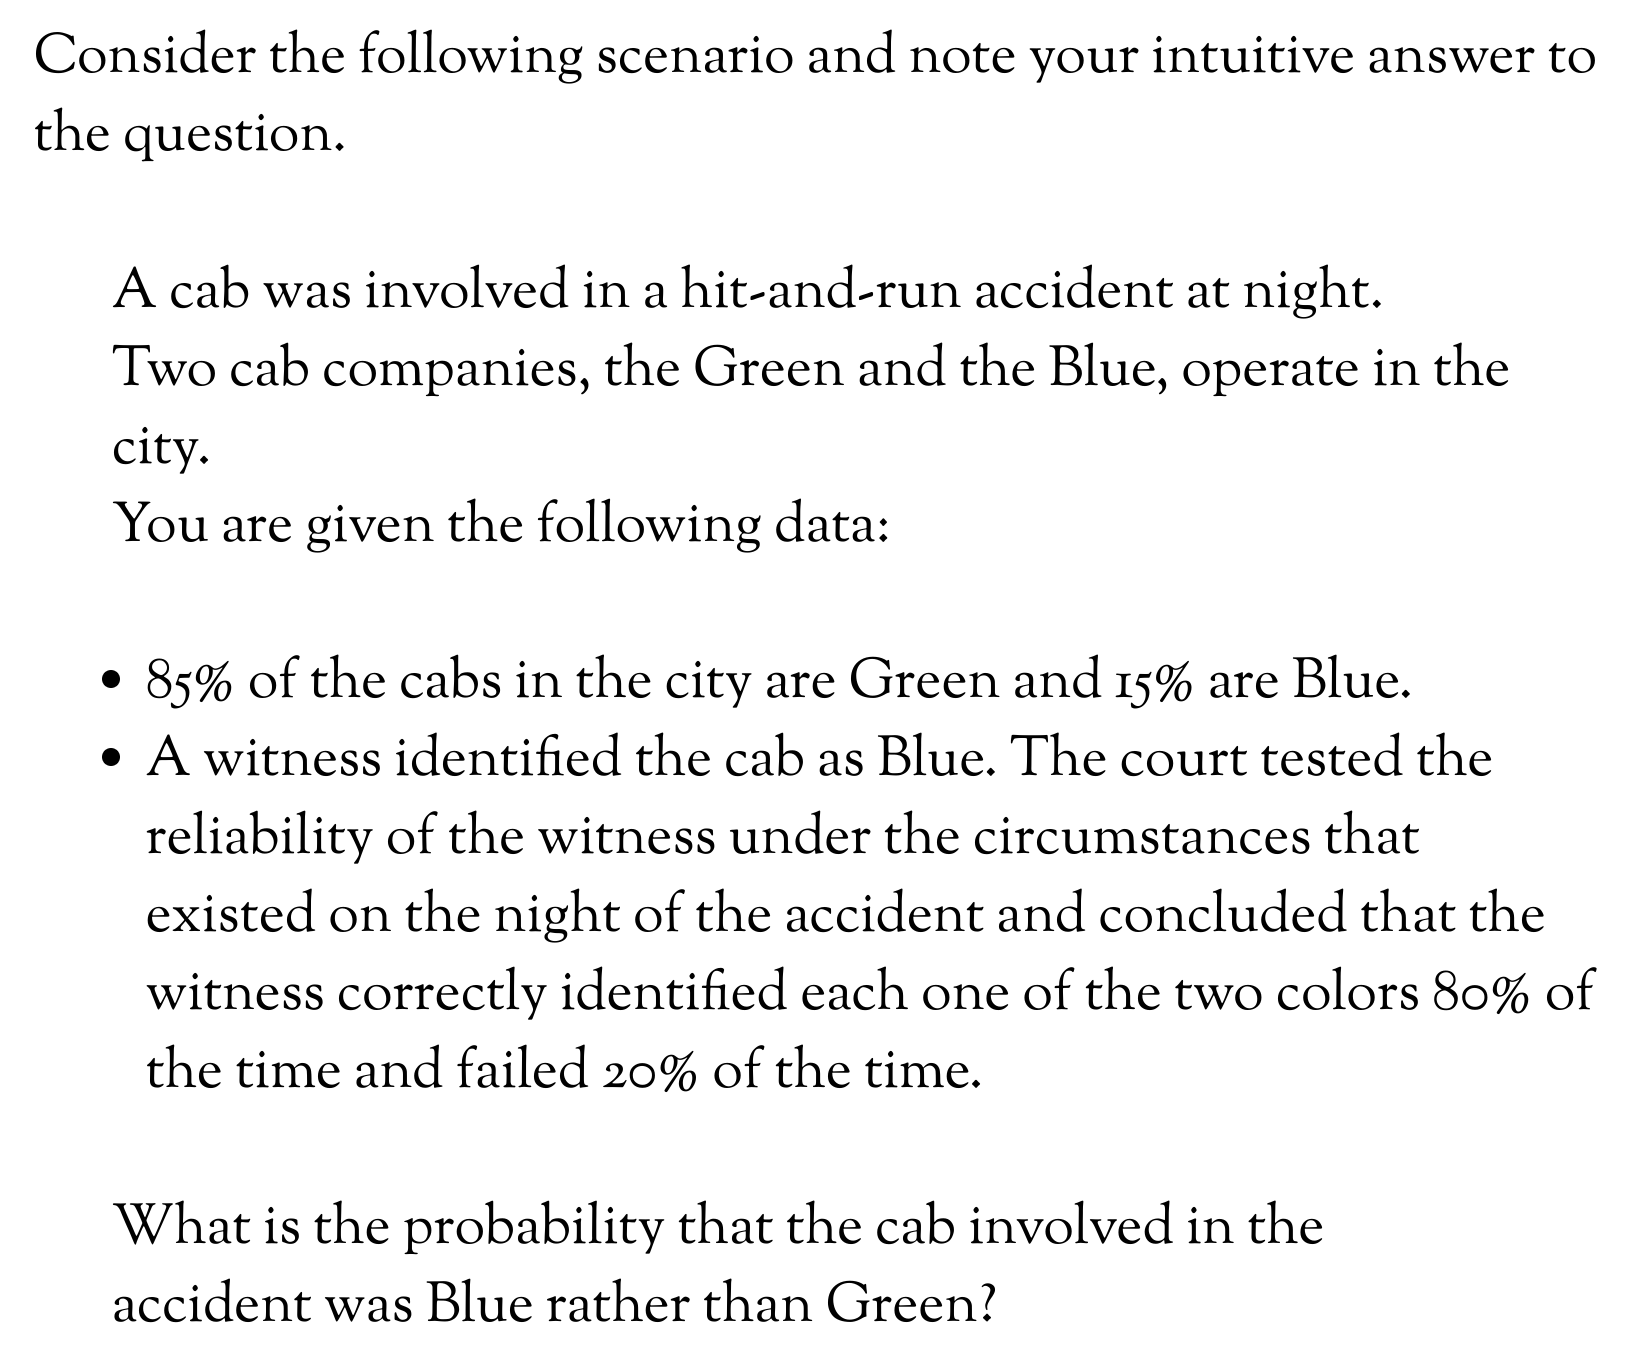 Consider the following scenario and note your intuitive answer to
the question.
A cab was involved in a hit-and-run accident at night.
Two cab companies, the Green and the Blue, operate in the
city.
You are given the following data:
• 85% of the cabs in the city are Green and 15% are Blue.
• A witness identified the cab as Blue. The court tested the
reliability of the witness under the circumstances that
existed on the night of the accident and concluded that the
witness correctly identified each one of the two colors 80% of
the time and failed 20% of the time.
What is the probability that the cab involved in the
accident was Blue rather than Green?